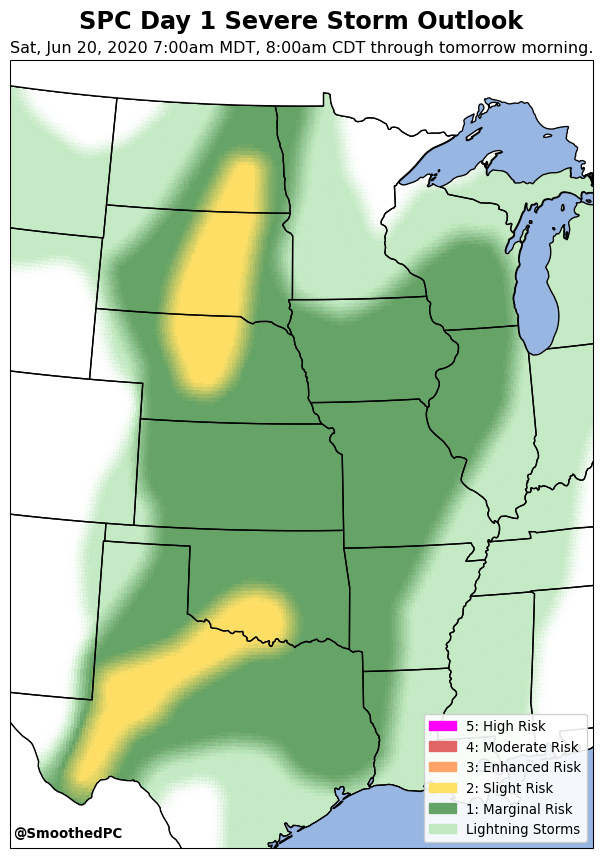 SPC Day 1 Severe Storm Outlook
Sat, Jun 20, 2020 7:00am MDT, 8:00am CDT through tomorrow morning.
5: High Risk
4: Moderate Risk
3: Enhanced Risk
2: Slight Risk
1: Marginal Risk
Lightning Storms
@SmoothedPC